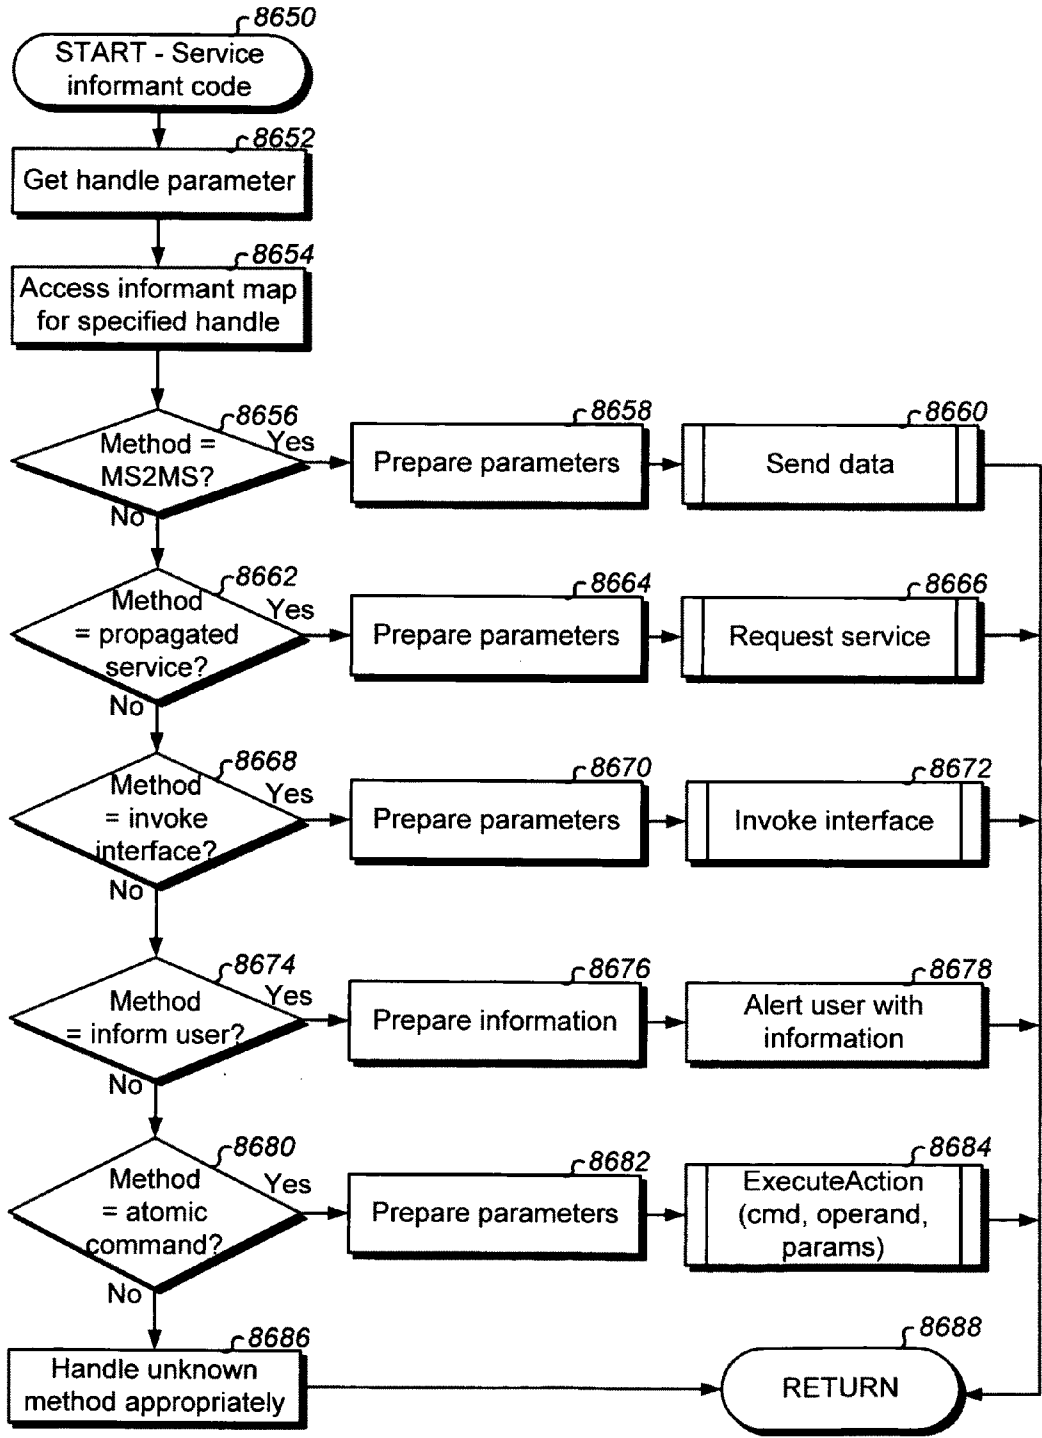 8650
START - Service
informant code
8652
Get handle parameter
8654
Access informant map
for specified handle
8656
Method =
MS2MS?
Yes
No
8658
Prepare parameters
8660
Send data
8662
Method
= propagated
service?
Yes
No
8664
Prepare parameters
8666
Request service
8668
Method
= invoke
interface?
Yes
No
8670
Prepare parameters
8672
Invoke interface
8674
Method
= inform user?
Yes
No
8676
Prepare information
8678
Alert user with
information
8680
Method
= atomic
command?
Yes
No
8682
Prepare parameters
8684
ExecuteAction
(cmd, operand,
params)
8686
Handle unknown
method appropriately
8688
RETURN